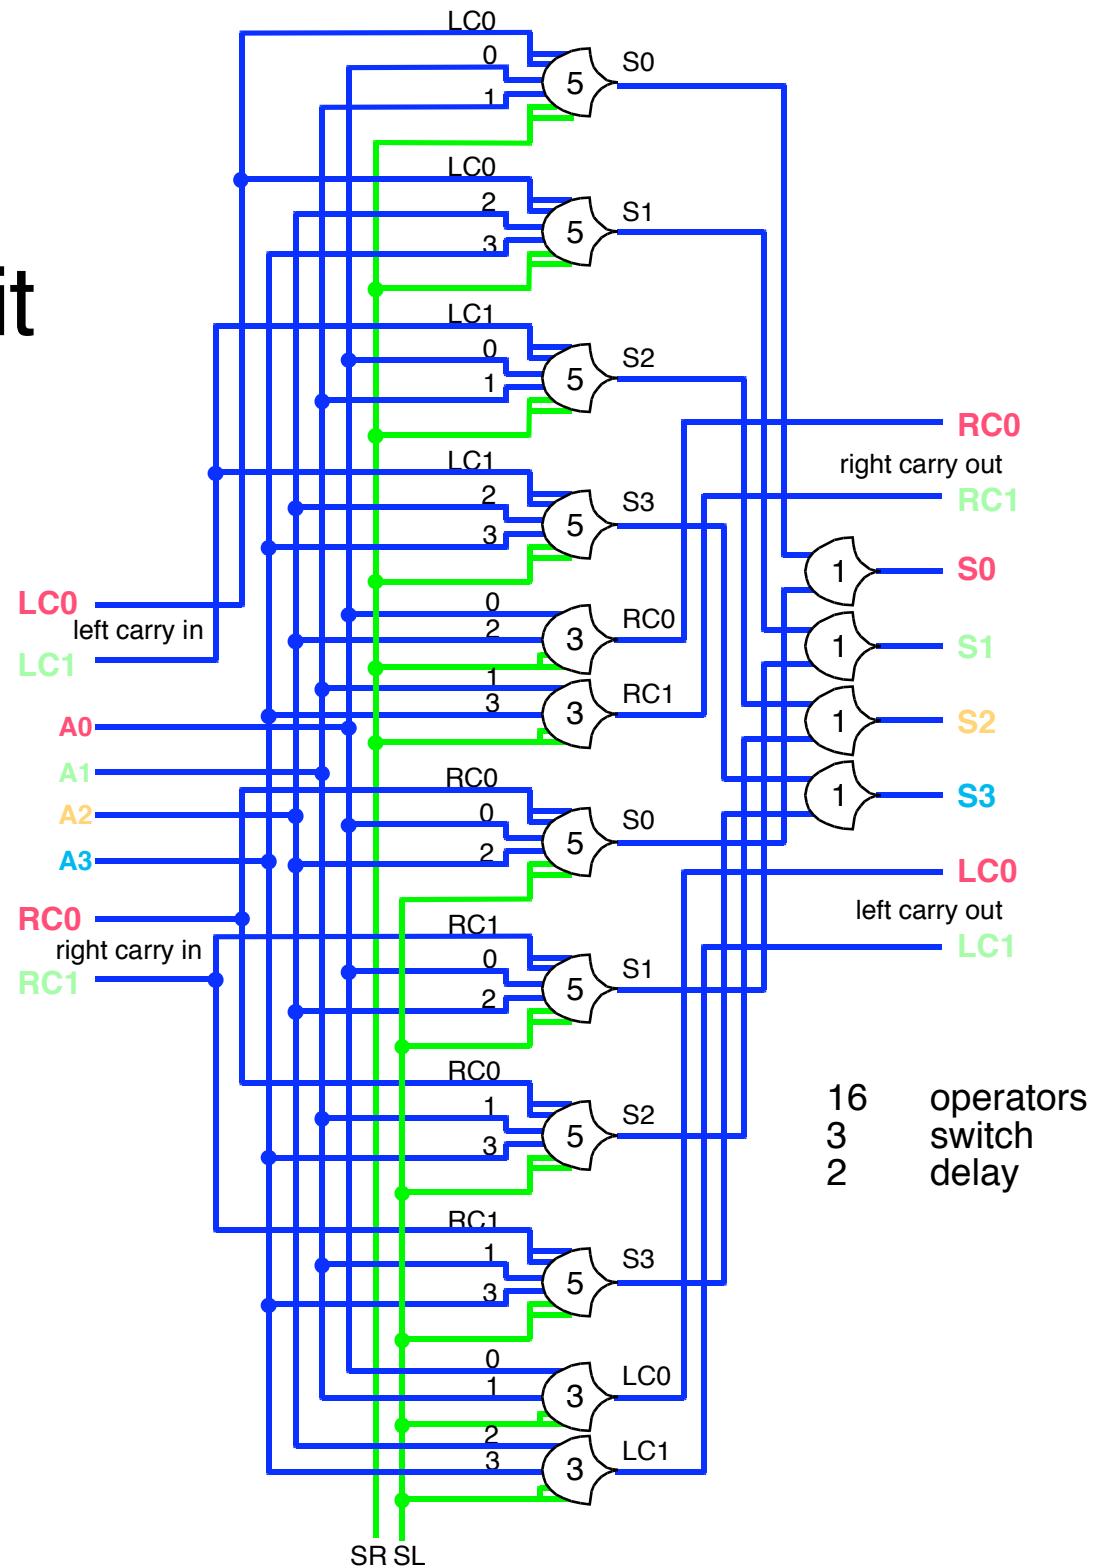 LC0
0
1
5
S0
LC0
2
3
5
S1
it
LC1
0
1
5
S2
LC1
2
3
5
S3
RC0
right carry out
RC1
1
S0
LC0
left carry in
LC1
0
2
3
RC0
1
S1
1
3
3
RC1
A0
1
S2
A1
A2
A3
RC0
0
2
5
S0
1
S3
LC0
left carry out
LC1
RC0
right carry in
RC1
RC1
0
2
5
S1
RC0
1
3
5
S2
16 operators
3 switch
2 delay
RC1
1
3
5
S3
0
1
3
LC0
2
3
3
LC1
SR SL